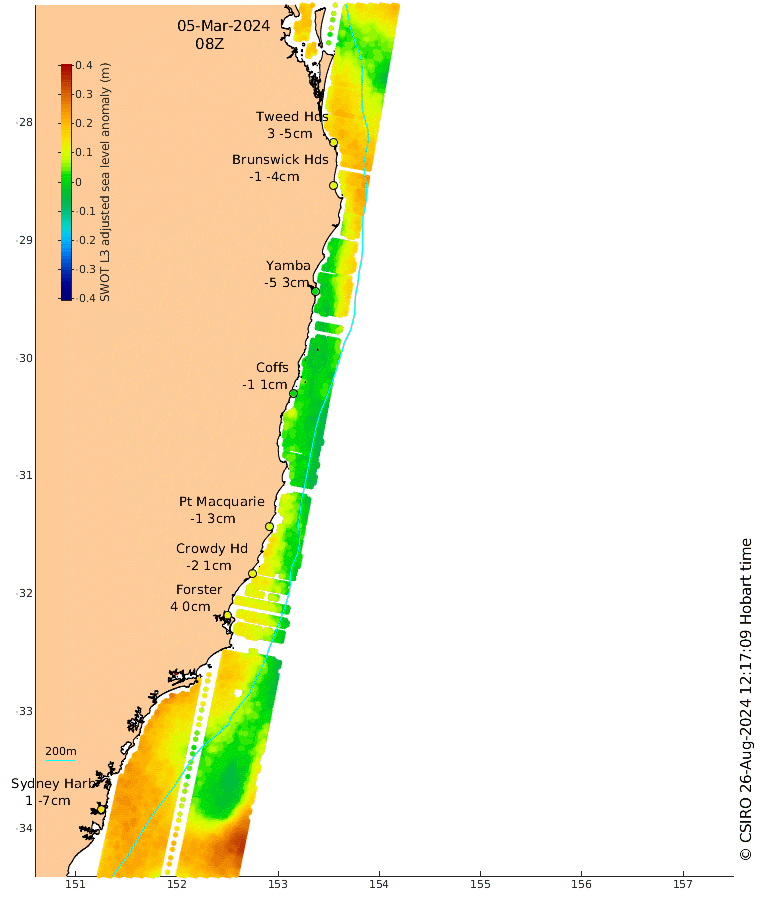 05-Mar-2024
08Z
0.4
0.3
0.2
0.1
0
-0.1
-0.2
-0.3
-0.4
SWOT L3 adjusted sea level anomaly (m)
Tweed Hds
3 -5cm
Brunswick Hds
-1 -4cm
Yamba
-5 3cm
Coffs
-1 1cm
Pt Macquarie
-1 3cm
Crowdy Hd
-2 1cm
Forster
4 0cm
200m
Sydney Harb
1 -7cm
-28
-29
-30
-31
-32
-33
-34
151 152 153 154 155 156 157
© CSIRO 26-Aug-2024 12:17:09 Hobart time